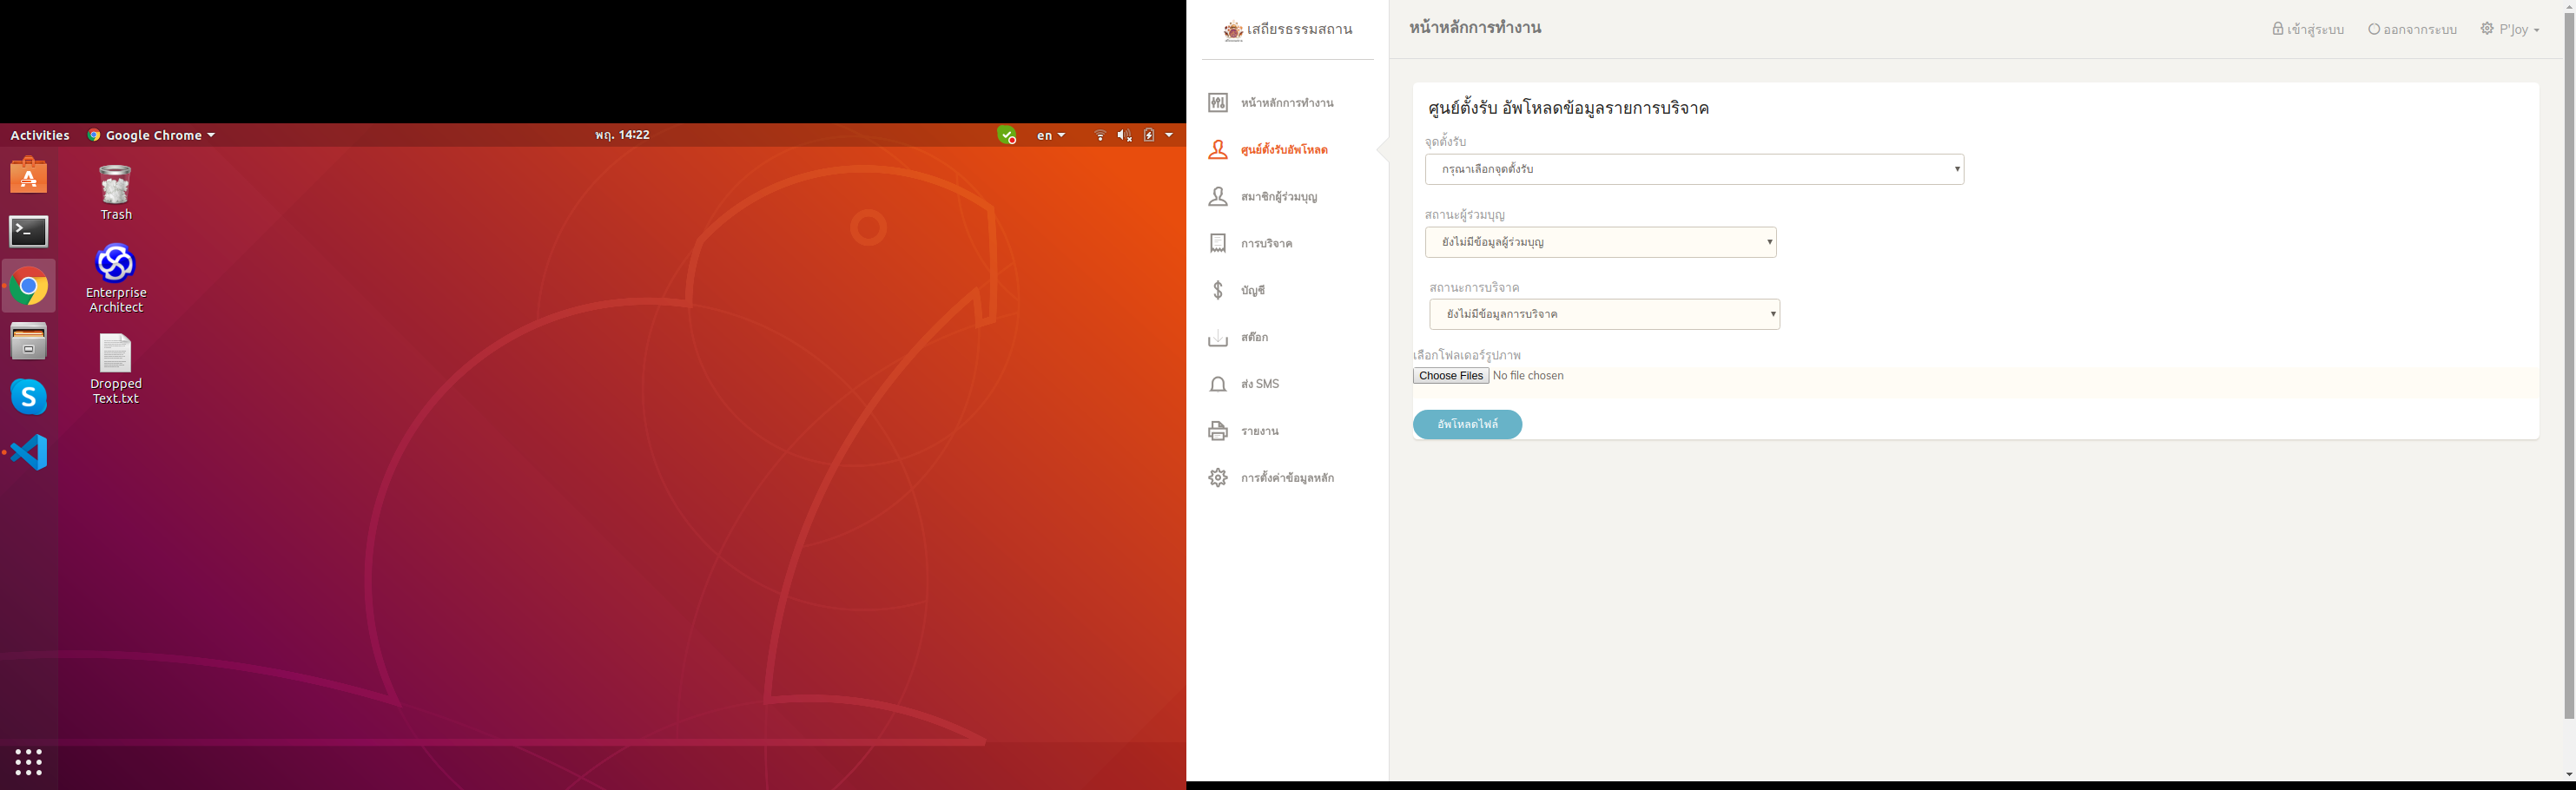 Activities
Google Chrome
พฤ. 14:22
en
Trash
Enterprise
Architect
Dropped
Text.txt
เสถียรธรรมสถาน
หน้าหลักการทำงาน
ศูนย์ตั้งรับอัพโหลด
สมาชิกผู้ร่วมบุญ
การบริจาค
บัญชี
สต๊อก
ส่ง SMS
รายงาน
การตั้งค่าข้อมูลหลัก
หน้าหลักการทำงาน
เข้าสู่ระบบ
ออกจากระบบ
P'Joy
ศูนย์ตั้งรับ อัพโหลดข้อมูลรายการบริจาค
จุดตั้งรับ
กรุณาเลือกจุดตั้งรับ
สถานะผู้ร่วมบุญ
ยังไม่มีข้อมูลผู้ร่วมบุญ
สถานะการบริจาค
ยังไม่มีข้อมูลการบริจาค
เลือกโฟลเดอร์รูปภาพ
Choose Files No file chosen
อัพโหลดไฟล์